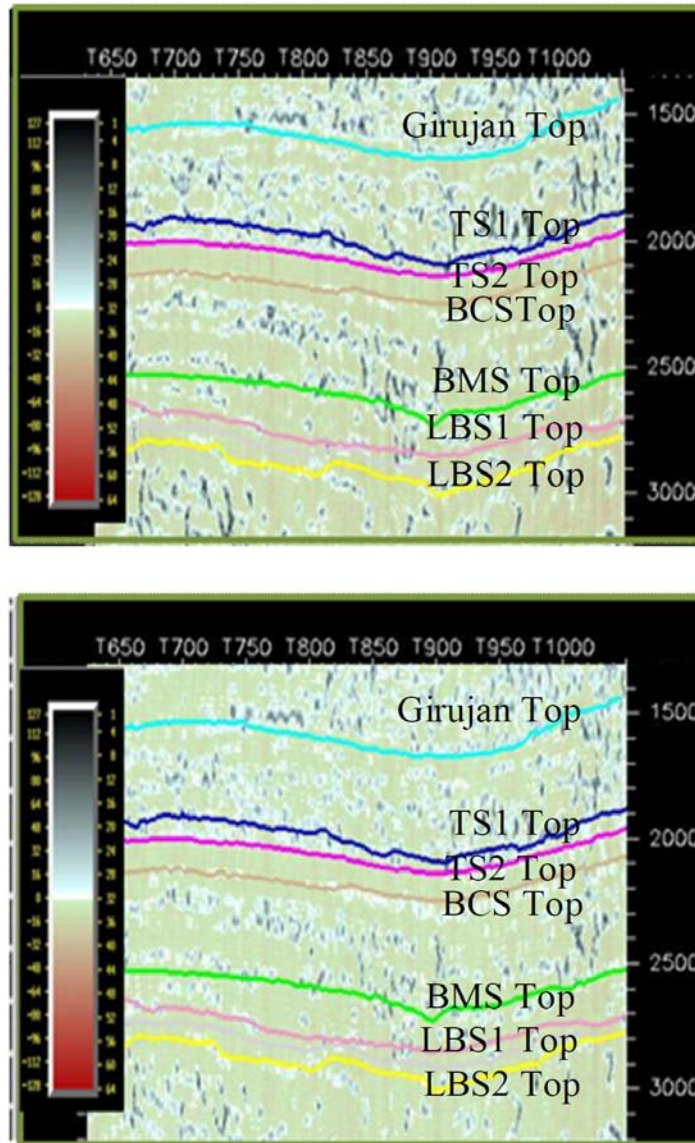 T650 T700 T750 T800 T850 T900 T950 T1000
Girujan Top
1500
TS1 Top
2000
TS2 Top
BCSTop
2500
BMS Top
LBS1 Top
LBS2 Top
3000
T650 T700 T750 T800 T850 T900 T950 T1000
Girujan Top
1500
TS1 Top
2000
TS2 Top
BCS Top
2500
BMS Top
LBS1 Top
LBS2 Top
3000